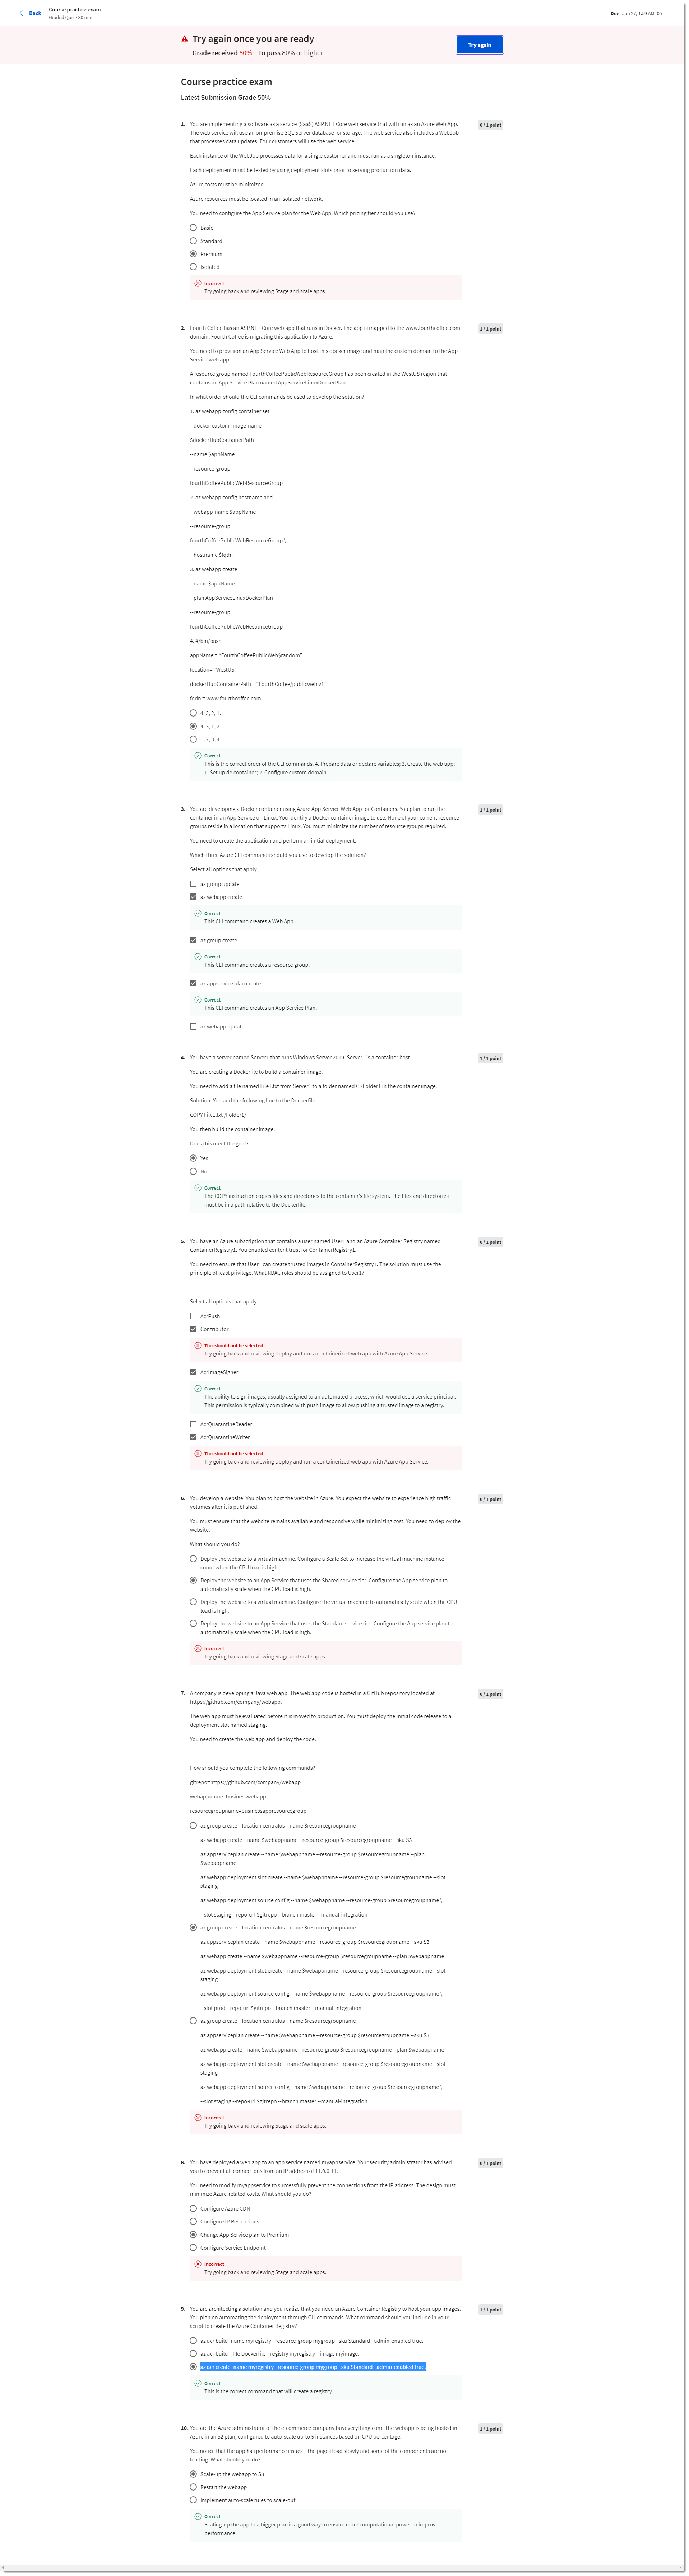 Back
Course practice exam
Graded Quiz • 30 min
Due Jun 27, 1:59 AM -05
Try again once you are ready
Grade received 50% To pass 80% or higher
Try again
Course practice exam
Latest Submission Grade 50%
1. You are implementing a software as a service (SaaS) ASP.NET Core web service that will run as an Azure Web App.
The web service will use an on-premise SQL Server database for storage. The web service also includes a WebJob
that processes data updates. Four customers will use the web service.
0 / 1 point
Each instance of the WebJob processes data for a single customer and must run as a singleton instance.
Each deployment must be tested by using deployment slots prior to serving production data.
Azure costs must be minimized.
Azure resources must be located in an isolated network.
You need to configure the App Service plan for the Web App. Which pricing tier should you use?
Basic
Standard
Premium
Isolated
Incorrect
Try going back and reviewing Stage and scale apps.
2. Fourth Coffee has an ASP.NET Core web app that runs in Docker. The app is mapped to the www.fourthcoffee.com
domain. Fourth Coffee is migrating this application to Azure.
1 / 1 point
You need to provision an App Service Web App to host this docker image and map the custom domain to the App
Service web app.
A resource group named FourthCoffeePublicWebResourceGroup has been created in the WestUS region that
contains an App Service Plan named AppServiceLinuxDockerPlan.
In what order should the CLI commands be used to develop the solution?
1. az webapp config container set
--docker-custom-image-name
$dockerHubContainerPath
--name $appName
--resource-group
fourthCoffeePublicWebResourceGroup
2. az webapp config hostname add
--webapp-name $appName
--resource-group
fourthCoffeePublicWebResourceGroup \
--hostname $fqdn
3. az webapp create
--name $appName
--plan AppServiceLinuxDockerPlan
--resource-group
fourthCoffeePublicWebResourceGroup
4. #/bin/bash
appName = "FourthCoffeePublicWeb$random"
location= "WestUS"
dockerHubContainerPath = "FourthCoffee/publicweb.v1"
fqdn = www.fourthcoffee.com
4, 3, 2, 1.
4, 3, 1, 2.
1, 2, 3, 4.
Correct
This is the correct order of the CLI commands. 4. Prepare data or declare variables; 3. Create the web app;
1. Set up de container; 2. Configure custom domain.
3. You are developing a Docker container using Azure App Service Web App for Containers. You plan to run the
container in an App Service on Linux. You identify a Docker container image to use. None of your current resource
groups reside in a location that supports Linux. You must minimize the number of resource groups required.
1 / 1 point
You need to create the application and perform an initial deployment.
Which three Azure CLI commands should you use to develop the solution?
Select all options that apply.
az group update
az webapp create
Correct
This CLI command creates a Web App.
az group create
Correct
This CLI command creates a resource group.
az appservice plan create
Correct
This CLI command creates an App Service Plan.
az webapp update
4. You have a server named Server1 that runs Windows Server 2019. Server1 is a container host.
1 / 1 point
You are creating a Dockerfile to build a container image.
You need to add a file named File1.txt from Server1 to a folder named C:\Folder1 in the container image.
Solution: You add the following line to the Dockerfile.
COPY File1.txt /Folder1/
You then build the container image.
Does this meet the goal?
Yes
No
Correct
The COPY instruction copies files and directories to the container's file system. The files and directories
must be in a path relative to the Dockerfile.
5. You have an Azure subscription that contains a user named User1 and an Azure Container Registry named
ContainerRegistry1. You enabled content trust for ContainerRegistry1.
0 / 1 point
You need to ensure that User1 can create trusted images in ContainerRegistry1. The solution must use the
principle of least privilege. What RBAC roles should be assigned to User1?
Select all options that apply.
AcrPush
Contributor
This should not be selected
Try going back and reviewing Deploy and run a containerized web app with Azure App Service.
AcrImageSigner
Correct
The ability to sign images, usually assigned to an automated process, which would use a service principal.
This permission is typically combined with push image to allow pushing a trusted image to a registry.
AcrQuarantineReader
AcrQuarantineWriter
This should not be selected
Try going back and reviewing Deploy and run a containerized web app with Azure App Service.
6. You develop a website. You plan to host the website in Azure. You expect the website to experience high traffic
volumes after it is published.
0 / 1 point
You must ensure that the website remains available and responsive while minimizing cost. You need to deploy the
website.
What should you do?
Deploy the website to a virtual machine. Configure a Scale Set to increase the virtual machine instance
count when the CPU load is high.
Deploy the website to an App Service that uses the Shared service tier. Configure the App service plan to
automatically scale when the CPU load is high.
Deploy the website to a virtual machine. Configure the virtual machine to automatically scale when the CPU
load is high.
Deploy the website to an App Service that uses the Standard service tier. Configure the App service plan to
automatically scale when the CPU load is high.
Incorrect
Try going back and reviewing Stage and scale apps.
7. A company is developing a Java web app. The web app code is hosted in a GitHub repository located at
https://github.com/company/webapp.
0 / 1 point
The web app must be evaluated before it is moved to production. You must deploy the initial code release to a
deployment slot named staging.
You need to create the web app and deploy the code.
How should you complete the following commands?
gitrepo=https://github.com/company/webapp
webappname=businesswebapp
resourcegroupname=businessappresourcegroup
az group create --location centralus --name $resourcegroupname
az webapp create --name $webappname --resource-group $resourcegroupname --sku S3
az appserviceplan create --name $webappname --resource-group $resourcegroupname --plan
$webappname
az webapp deployment slot create --name $webappname --resource-group $resourcegroupname --slot
staging
az webapp deployment source config --name $webappname --resource-group $resourcegroupname \
--slot staging --repo-url $gitrepo --branch master --manual-integration
az group create --location centralus --name $resourcegroupname
az appserviceplan create --name $webappname --resource-group $resourcegroupname --sku S3
az webapp create --name $webappname --resource-group $resourcegroupname --plan $webappname
az webapp deployment slot create --name $webappname --resource-group $resourcegroupname --slot
staging
az webapp deployment source config --name $webappname --resource-group $resourcegroupname \
--slot prod --repo-url $gitrepo --branch master --manual-integration
az group create --location centralus --name $resourcegroupname
az appserviceplan create --name $webappname --resource-group $resourcegroupname --sku S3
az webapp create --name $webappname --resource-group $resourcegroupname --plan $webappname
az webapp deployment slot create --name $webappname --resource-group $resourcegroupname --slot
staging
az webapp deployment source config --name $webappname --resource-group $resourcegroupname \
--slot staging --repo-url $gitrepo --branch master --manual-integration
Incorrect
Try going back and reviewing Stage and scale apps.
8. You have deployed a web app to an app service named myappservice. Your security administrator has advised
you to prevent all connections from an IP address of 11.0.0.11.
0 / 1 point
You need to modify myappservice to successfully prevent the connections from the IP address. The design must
minimize Azure-related costs. What should you do?
Configure Azure CDN
Configure IP Restrictions
Change App Service plan to Premium
Configure Service Endpoint
Incorrect
Try going back and reviewing Stage and scale apps.
9. You are architecting a solution and you realize that you need an Azure Container Registry to host your app images.
You plan on automating the deployment through CLI commands. What command should you include in your
script to create the Azure Container Registry?
1 / 1 point
az acr build -name myregistry --resource-group mygroup --sku Standard --admin-enabled true.
az acr build --file Dockerfile --registry myregistry --image myimage.
az acr create -name myregistry --resource-group mygroup --sku Standard --admin-enabled true.
Correct
This is the correct command that will create a registry.
10. You are the Azure administrator of the e-commerce company buyeverything.com. The webapp is being hosted in
Azure in an S2 plan, configured to auto-scale up-to 5 instances based on CPU percentage.
1 / 1 point
You notice that the app has performance issues – the pages load slowly and some of the components are not
loading. What should you do?
Scale-up the webapp to S3
Restart the webapp
Implement auto-scale rules to scale-out
Correct
Scaling-up the app to a bigger plan is a good way to ensure more computational power to improve
performance.